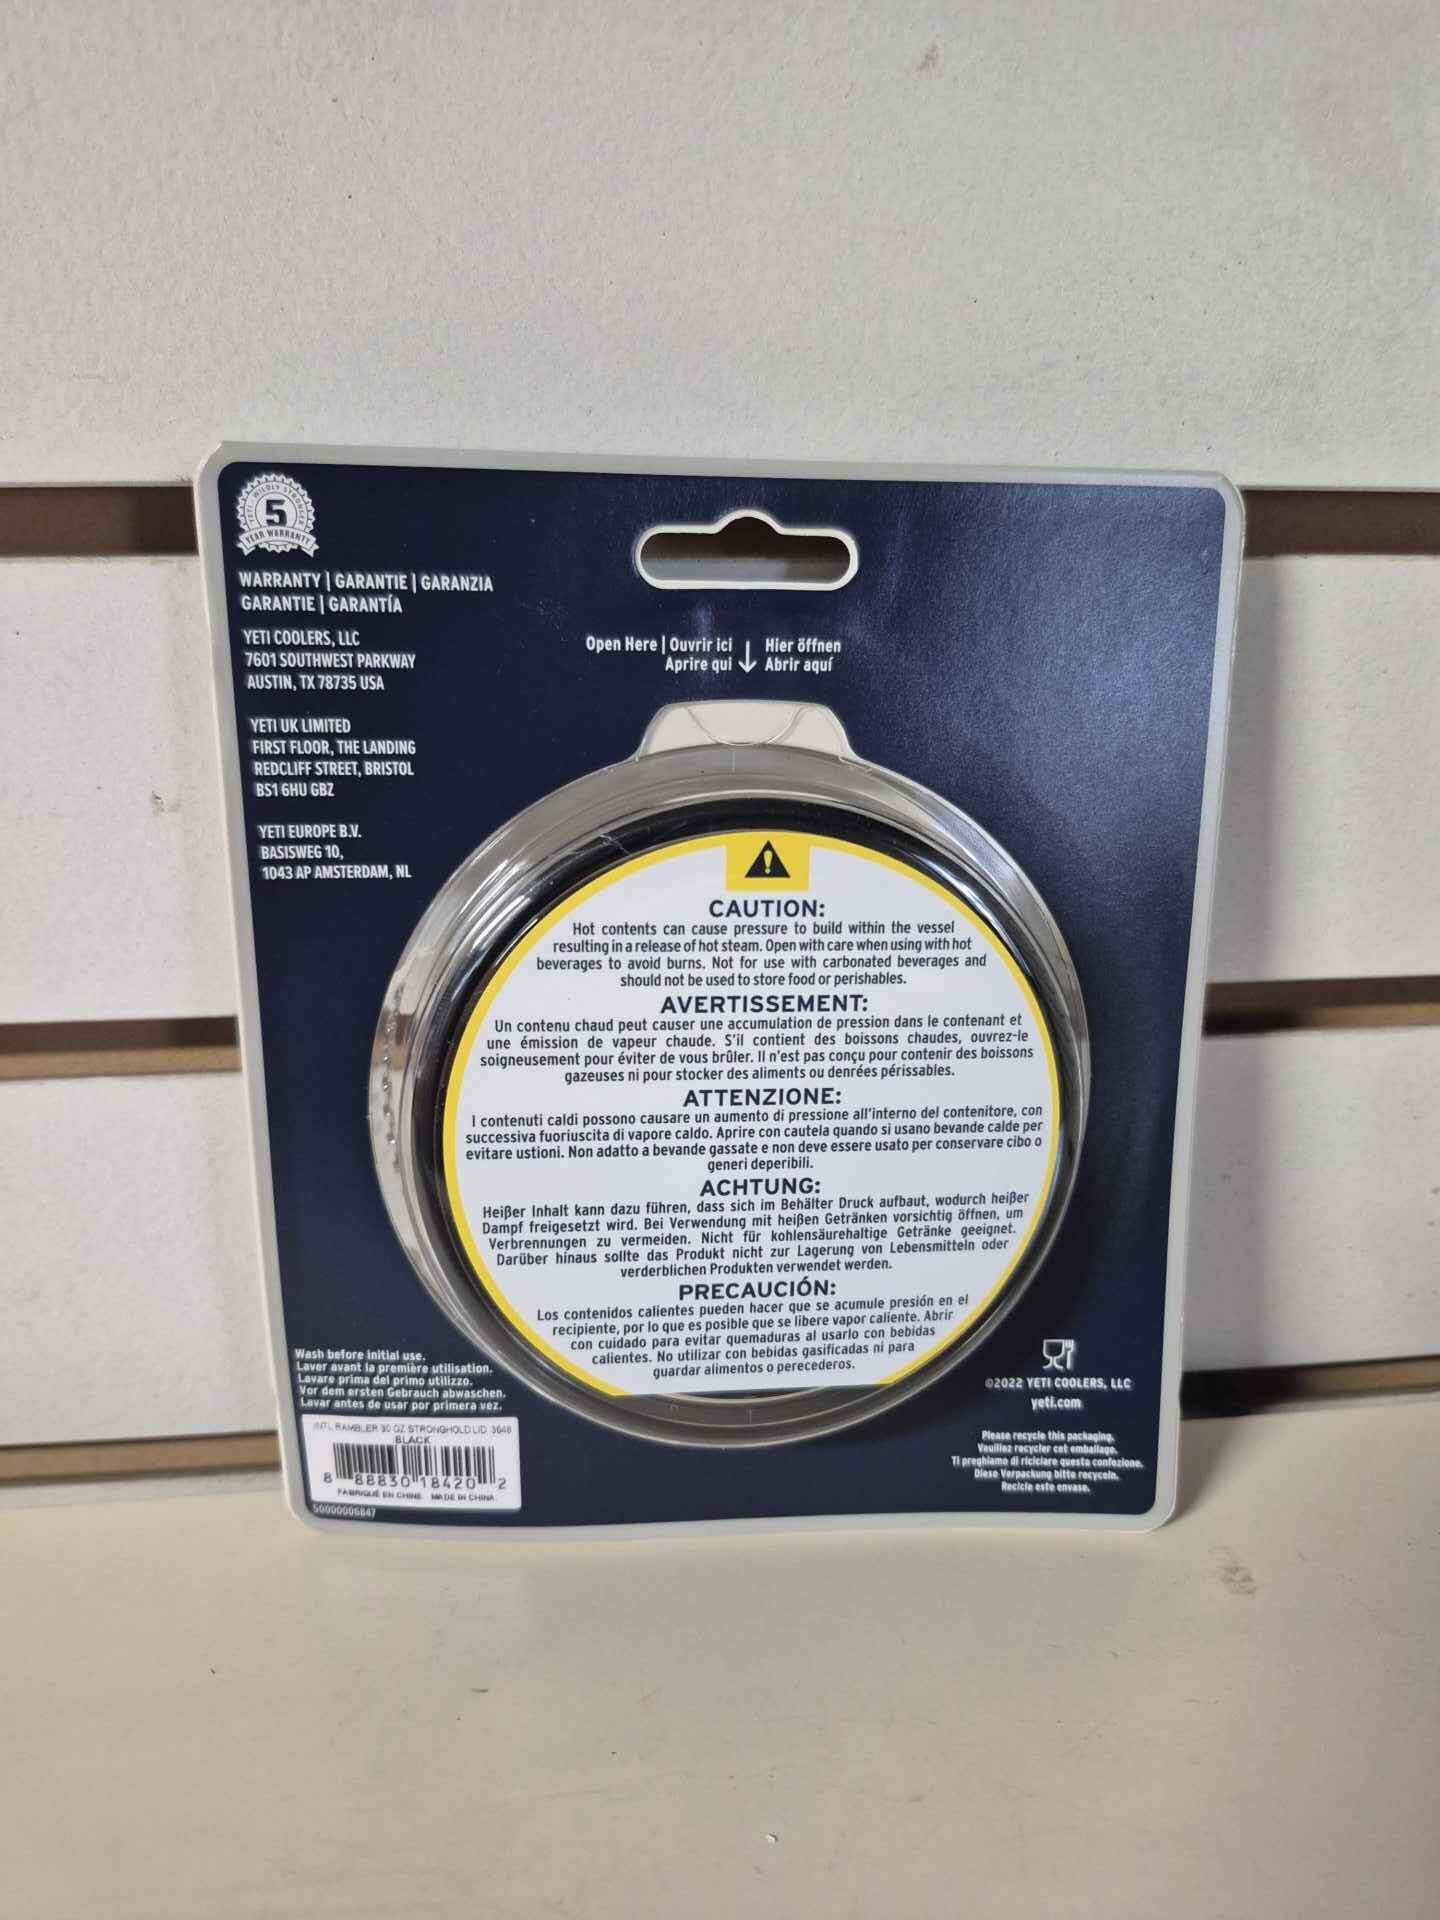 YETI · WILDLY STRONGER
5
YEAR WARRANTY
WARRANTY | GARANTIE | GARANZIA
GARANTIE | GARANTÍA
YETI COOLERS, LLC
7601 SOUTHWEST PARKWAY
AUSTIN, TX 78735 USA
YETI UK LIMITED
FIRST FLOOR, THE LANDING
REDCLIFF STREET, BRISTOL
BS1 6HU GBZ
YETI EUROPE B.V.
BASISWEG 10,
1043 AP AMSTERDAM, NL
Open Here | Ouvrir ici
Aprire qui
Hier öffnen
Abrir aquí
CAUTION:
Hot contents can cause pressure to build within the vessel
resulting in a release of hot steam. Open with care when using with hot
beverages to avoid burns. Not for use with carbonated beverages and
should not be used to store food or perishables.
AVERTISSEMENT:
Un contenu chaud peut causer une accumulation de pression dans le contenant et
une émission de vapeur chaude. S'il contient des boissons chaudes, ouvrez-le
soigneusement pour éviter de vous brûler. Il n'est pas conçu pour contenir des boissons
gazeuses ni pour stocker des aliments ou denrées périssables.
ATTENZIONE:
I contenuti caldi possono causare un aumento di pressione all'interno del contenitore, con
successiva fuoriuscita di vapore caldo. Aprire con cautela quando si usano bevande calde per
evitare ustioni. Non adatto a bevande gassate e non deve essere usato per conservare cibo o
generi deperibili.
ACHTUNG:
Heißer Inhalt kann dazu führen, dass sich im Behälter Druck aufbaut, wodurch heißer
Dampf freigesetzt wird. Bei Verwendung mit heißen Getränken vorsichtig öffnen, um
Verbrennungen zu vermeiden. Nicht für kohlensäurehaltige Getränke geeignet.
Darüber hinaus sollte das Produkt nicht zur Lagerung von Lebensmitteln oder
verderblichen Produkten verwendet werden.
PRECAUCIÓN:
Los contenidos calientes pueden hacer que se acumule presión en el
recipiente, por lo que es posible que se libere vapor caliente. Abrir
con cuidado para evitar quemaduras al usarlo con bebidas
calientes. No utilizar con bebidas gasificadas ni para
guardar alimentos o perecederos.
Wash before initial use.
Laver avant la première utilisation.
Lavare prima del primo utilizzo.
Vor dem ersten Gebrauch abwaschen.
Lavar antes de usar por primera vez.
INTL RAMBLER 30 OZ STRONGHOLD LID 3648
BLACK
8 88830 18420 2
FABRIQUÉ EN CHINE. MADE IN CHINA.
50000006847
©2022 YETI COOLERS, LLC
yeti.com
Please recycle this packaging.
Veuillez recycler cet emballage.
Ti preghiamo di riciclare questa confezione.
Diese Verpackung bitte recyceln.
Recicle este envase.